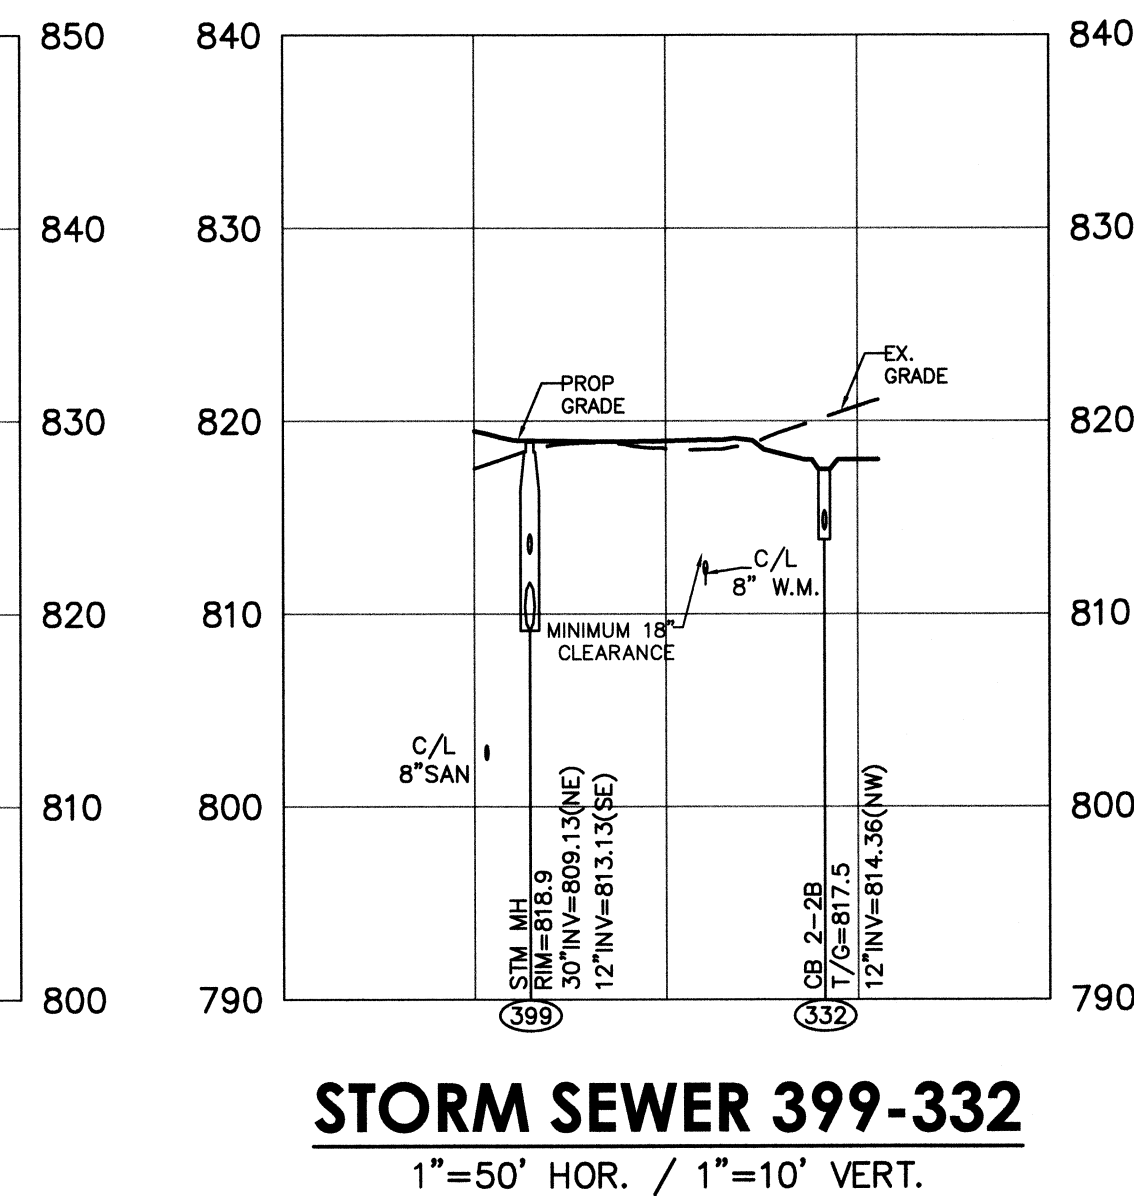 850
840
830
820
810
800
840
830
820
810
800
790
840
830
820
810
800
790
EX.
GRADE
PROP
GRADE
C/L
8" W.M.
MINIMUM 18"
CLEARANCE
C/L
8"SAN
STM MH
RIM=818.9
30"INV=809.13(NE)
12"INV=813.13(SE)
CB 2-2B
T/G=817.5
12"INV=814.36(NW)
399
332
STORM SEWER 399-332
1"=50' HOR. / 1"=10' VERT.